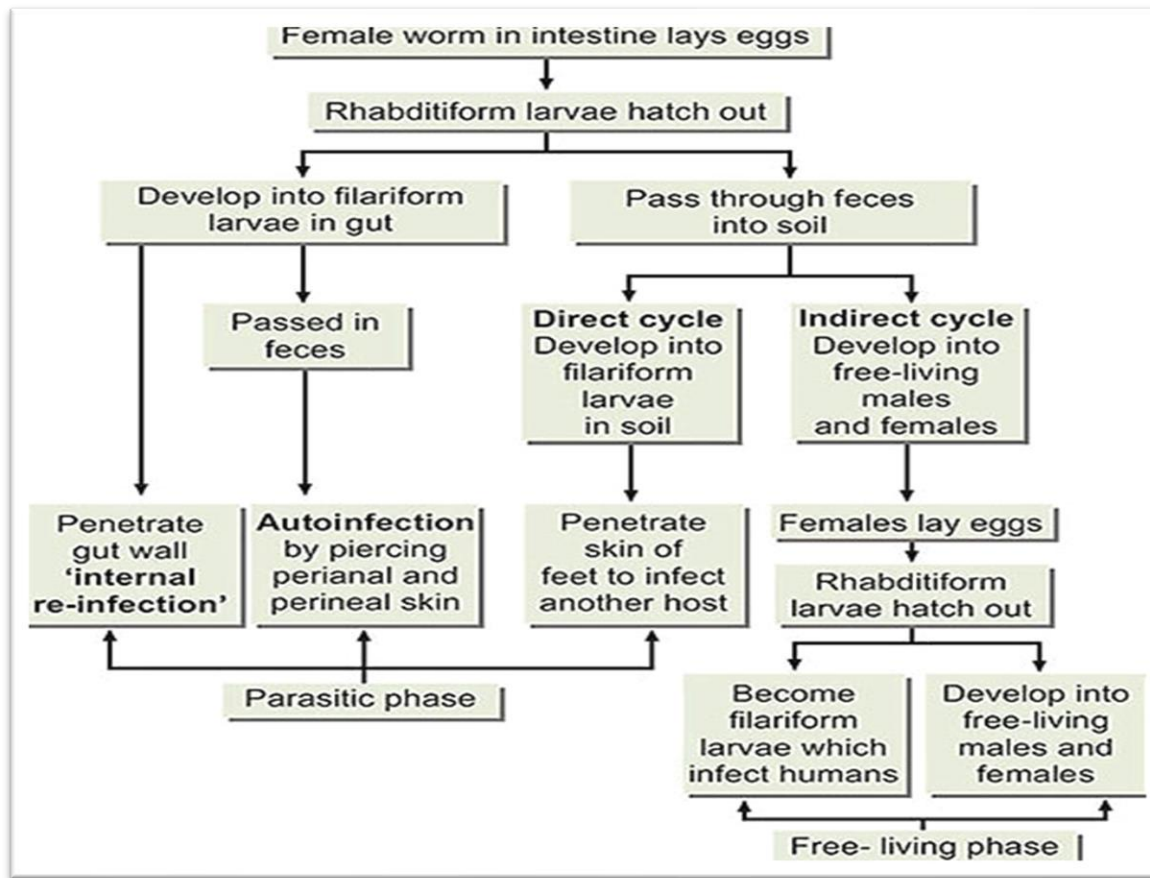 Female worm in intestine lays eggs
Rhabditiform larvae hatch out
Develop into filariform
larvae in gut
Pass through feces
into soil
Passed in
feces
Direct cycle
Develop into
filariform
larvae
in soil
Indirect cycle
Develop into
free-living
males
and females
Penetrate
gut wall
‘internal
re-infection’
Autoinfection
by piercing
perianal and
perineal skin
Penetrate
skin of
feet to infect
another host
Females lay eggs
Rhabditiform
larvae hatch out
Parasitic phase
Become
filariform
larvae which
infect humans
Develop into
free-living
males and
females
Free- living phase